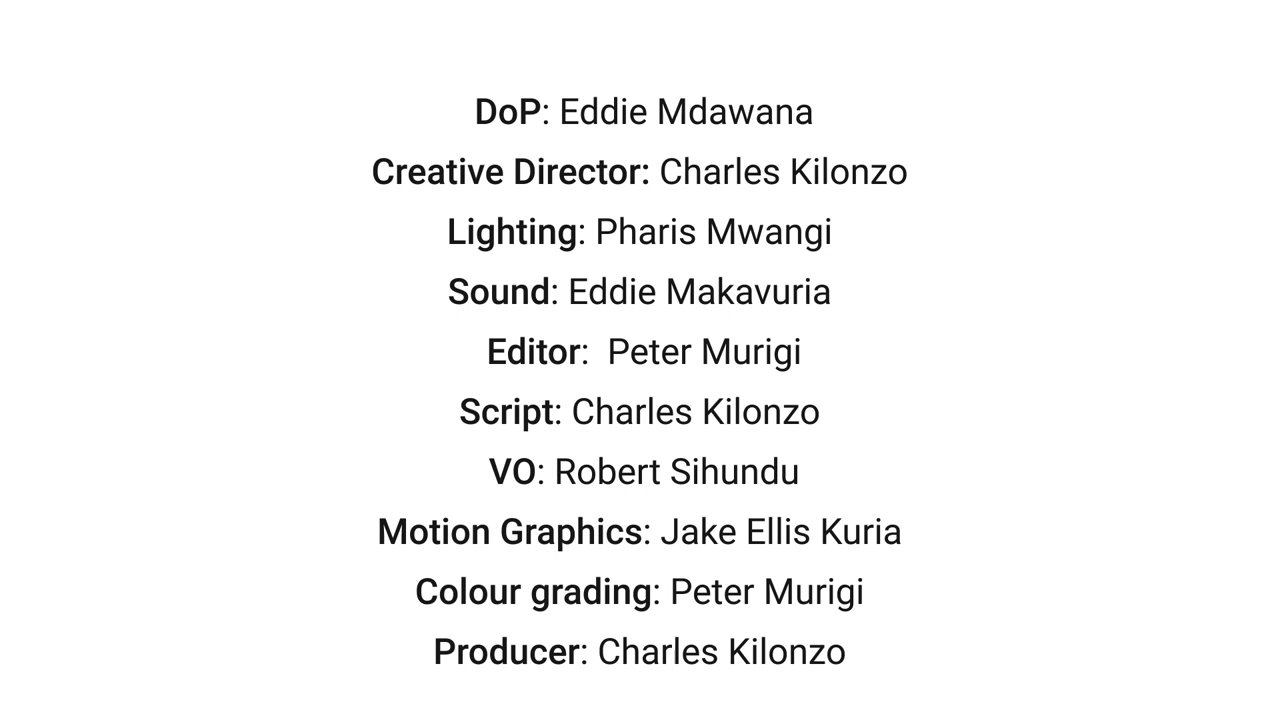 DoP: Eddie Mdawana
Creative Director: Charles Kilonzo
Lighting: Pharis Mwangi
Sound: Eddie Makavuria
Editor:  Peter Murigi
Script: Charles Kilonzo
VO: Robert Sihundu
Motion Graphics: Jake Ellis Kuria
Colour grading: Peter Murigi
Producer: Charles Kilonzo